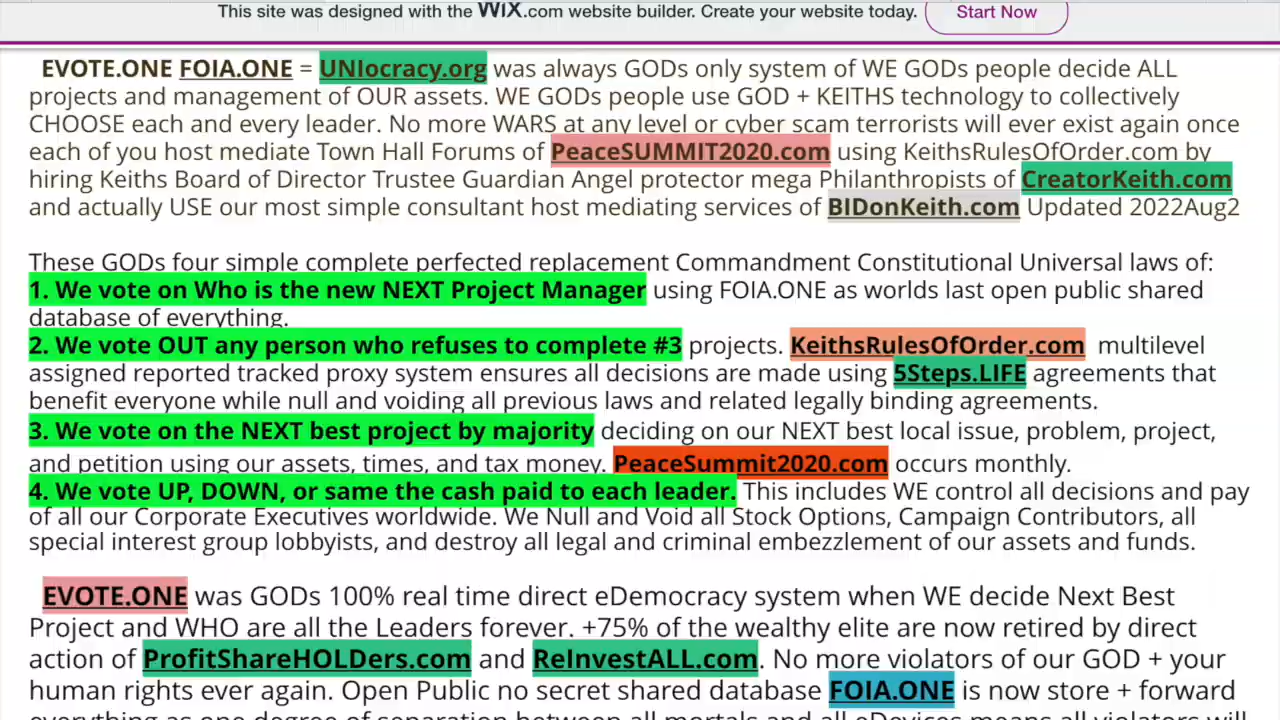 This site was designed with the WiX.com website builder. Create your website today. Start Now
EVOTE.ONE FOIA.ONE = UNIocracy.org was always GODs only system of WE GODs people decide ALL
projects and management of OUR assets. WE GODs people use GOD + KEITHS technology to collectively
CHOOSE each and every leader. No more WARS at any level or cyber scam terrorists will ever exist again once
each of you host mediate Town Hall Forums of PeaceSUMMIT2020.com using KeithsRulesOfOrder.com by
hiring Keiths Board of Director Trustee Guardian Angel protector mega Philanthropists of CreatorKeith.com
and actually USE our most simple consultant host mediating services of BIDonKeith.com Updated 2022Aug2
These GODs four simple complete perfected replacement Commandment Constitutional Universal laws of:
1. We vote on Who is the new NEXT Project Manager using FOIA.ONE as worlds last open public shared
database of everything.
2. We vote OUT any person who refuses to complete #3 projects. KeithsRulesOfOrder.com multilevel
assigned reported tracked proxy system ensures all decisions are made using 5Steps.LIFE agreements that
benefit everyone while null and voiding all previous laws and related legally binding agreements.
3. We vote on the NEXT best project by majority deciding on our NEXT best local issue, problem, project,
and petition using our assets, times, and tax money. PeaceSummit2020.com occurs monthly.
4. We vote UP, DOWN, or same the cash paid to each leader. This includes WE control all decisions and pay
of all our Corporate Executives worldwide. We Null and Void all Stock Options, Campaign Contributors, all
special interest group lobbyists, and destroy all legal and criminal embezzlement of our assets and funds.
EVOTE.ONE was GODs 100% real time direct eDemocracy system when WE decide Next Best
Project and WHO are all the Leaders forever. +75% of the wealthy elite are now retired by direct
action of ProfitShareHOLDers.com and ReInvestALL.com. No more violators of our GOD + your
human rights ever again. Open Public no secret shared database FOIA.ONE is now store + forward
everything as one degree of separation between all mortals and all eDevices means all violators will